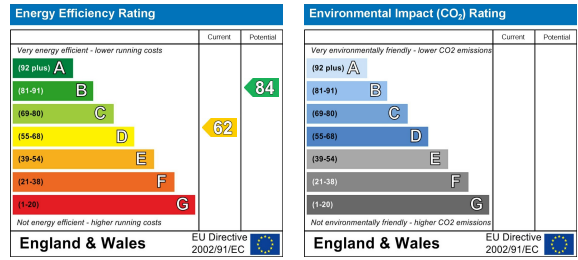 Energy Efficiency Rating
Current Potential
Very energy efficient - lower running costs
(92 plus) A
(81-91) B
84
(69-80) C
(55-68) D
62
(39-54) E
(21-38) F
(1-20) G
Not energy efficient - higher running costs
England & Wales
EU Directive
2002/91/EC
Environmental Impact (CO₂) Rating
Current Potential
Very environmentally friendly - lower CO2 emissions
(92 plus) A
(81-91) B
(69-80) C
(55-68) D
(39-54) E
(21-38) F
(1-20) G
Not environmentally friendly - higher CO2 emissions
England & Wales
EU Directive
2002/91/EC